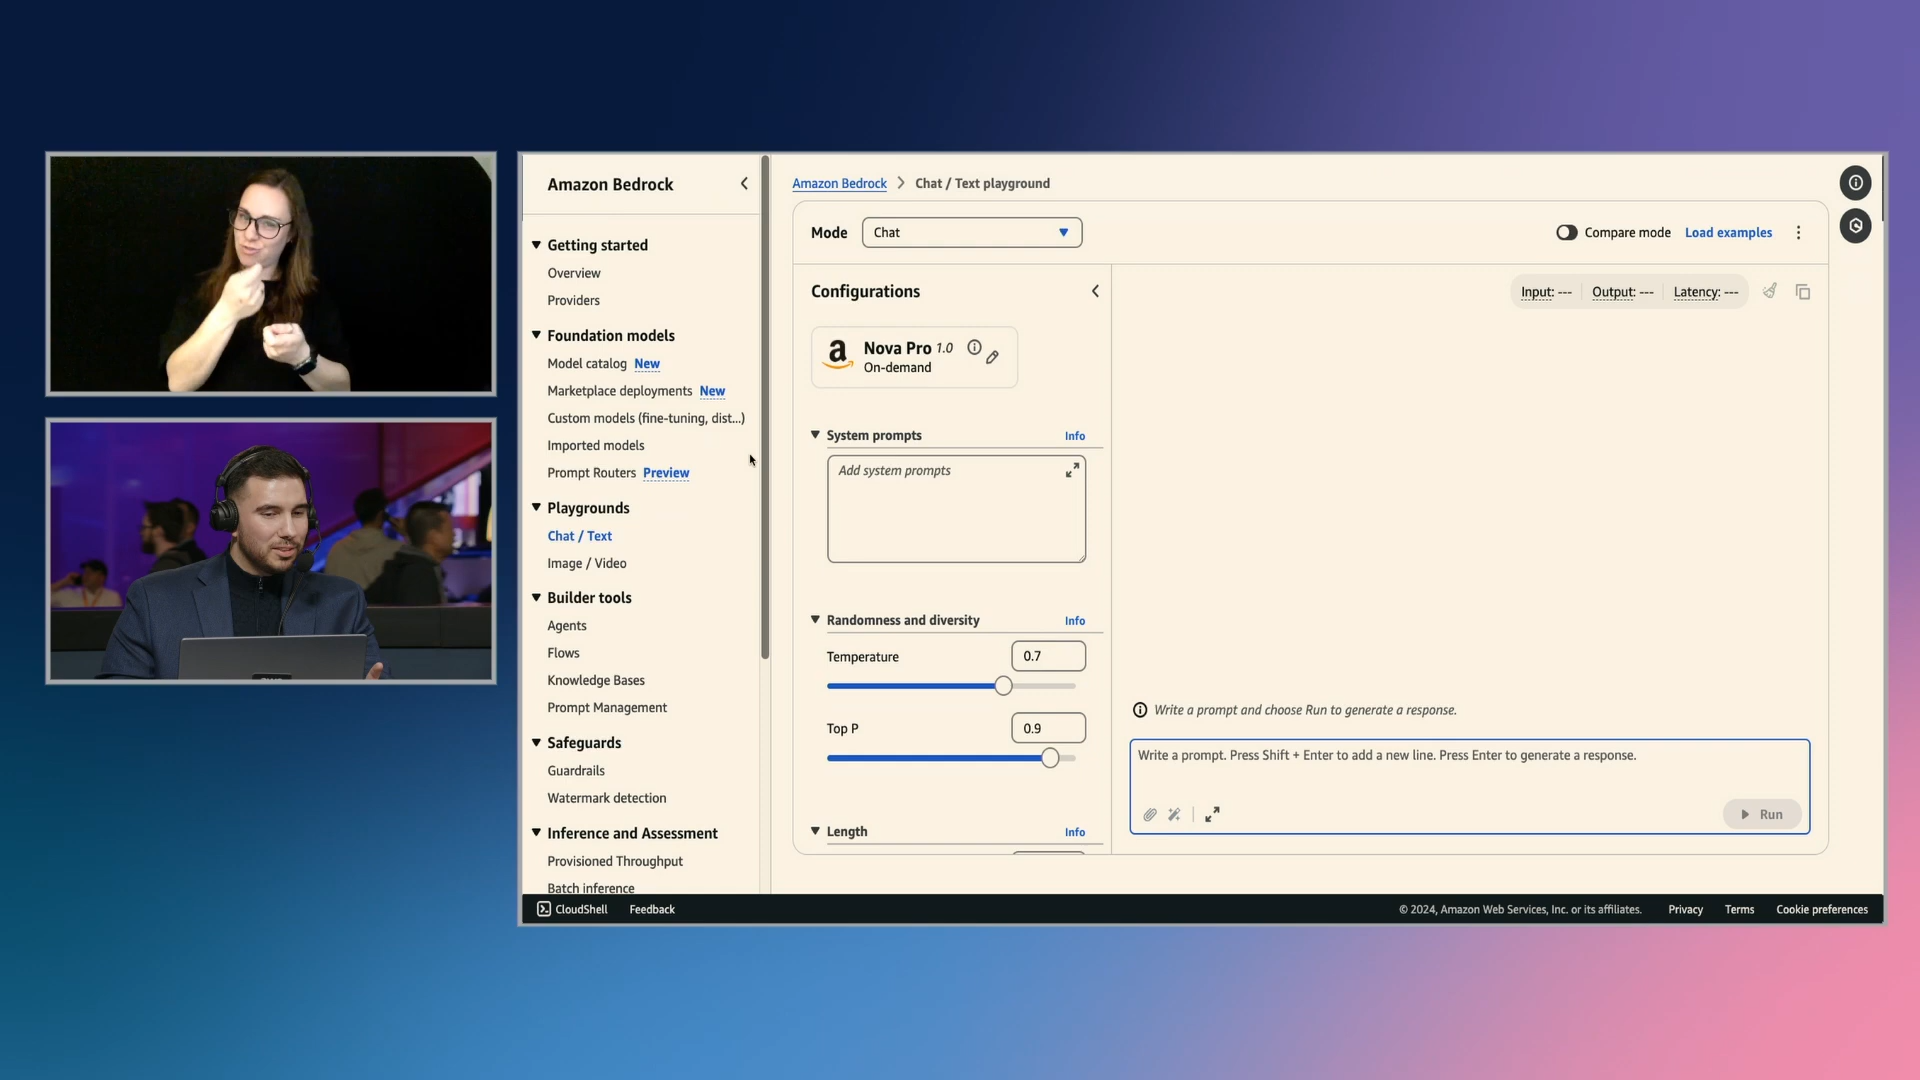 Amazon Bedrock
Getting started
Overview
Providers
Foundation models
Model catalog New
Marketplace deployments New
Custom models (fine-tuning, dist...)
Imported models
Prompt Routers Preview
Playgrounds
Chat / Text
Image / Video
Builder tools
Agents
Flows
Knowledge Bases
Prompt Management
Safeguards
Guardrails
Watermark detection
Inference and Assessment
Provisioned Throughput
Batch inference
Amazon Bedrock > Chat / Text playground
Mode Chat
Compare mode Load examples
Configurations
Nova Pro 1.0
On-demand
System prompts Info
Add system prompts
Randomness and diversity Info
Temperature 0.7
Top P 0.9
Length Info
Input: --- Output: --- Latency: ---
Write a prompt and choose Run to generate a response.
Write a prompt. Press Shift + Enter to add a new line. Press Enter to generate a response.
Run
CloudShell Feedback
© 2024, Amazon Web Services, Inc. or its affiliates. Privacy Terms Cookie preferences